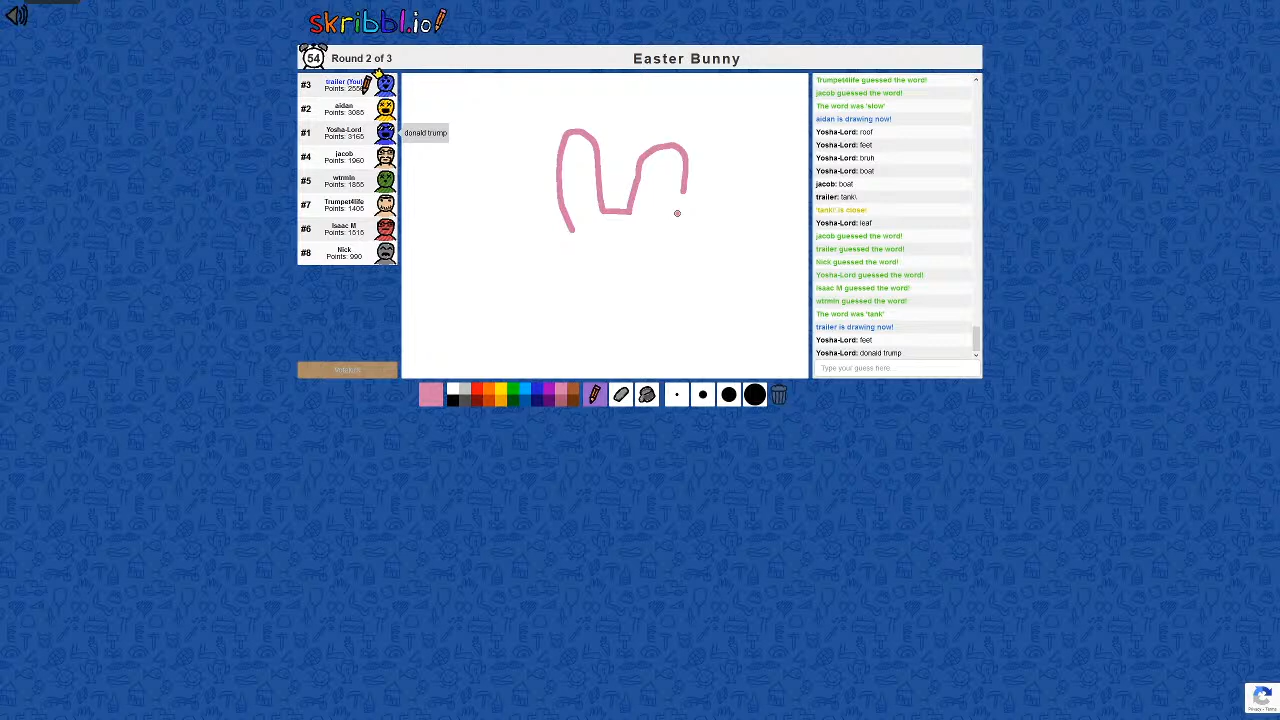 skribbl.io
54
Round 2 of 3
Easter Bunny
#3
trailer (You)
#2
aidan
Points: 3085
#1
Yosha-Lord
Points: 3165
donald trump
#4
jacob
Points: 1960
#5
wtrmln
Points: 1855
#7
Trumpet4life
Points: 1405
#6
Isaac M
Points: 1515
#8
Nick
Points: 990
Trumpet4life guessed the word!
jacob guessed the word!
The word was 'slow'
aidan is drawing now!
Yosha-Lord: roof
Yosha-Lord: feet
Yosha-Lord: bruh
Yosha-Lord: boat
jacob: boat
trailer: tank\
'tank\' is close!
Yosha-Lord: leaf
jacob guessed the word!
trailer guessed the word!
Nick guessed the word!
Yosha-Lord guessed the word!
Isaac M guessed the word!
wtrmln guessed the word!
The word was 'tank'
trailer is drawing now!
Yosha-Lord: feet
Yosha-Lord: donald trump
Type your guess here...
Privacy - Terms